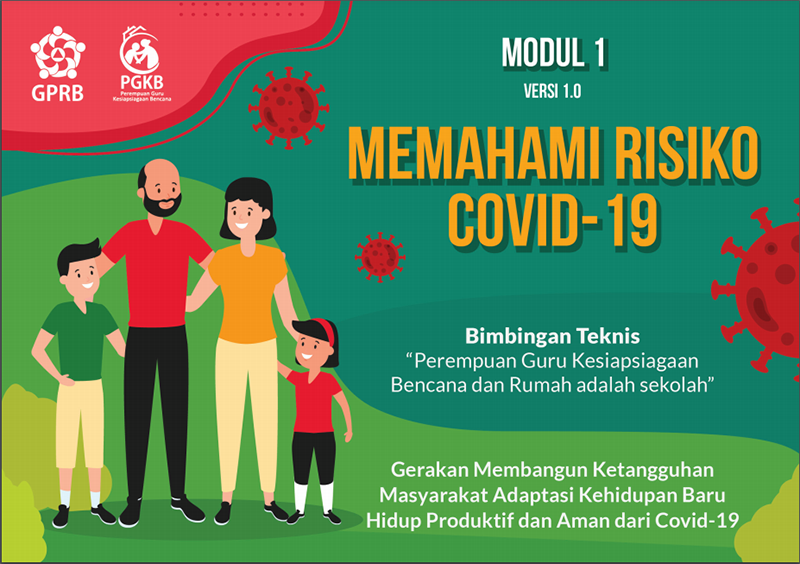 GPRB
PGKB
Perempuan Guru
Kesiapsiagaan Bencana
MODUL 1
VERSI 1.0
MEMAHAMI RISIKO
COVID-19
Bimbingan Teknis
“Perempuan Guru Kesiapsiagaan
Bencana dan Rumah adalah sekolah”
Gerakan Membangun Ketangguhan
Masyarakat Adaptasi Kehidupan Baru
Hidup Produktif dan Aman dari Covid-19